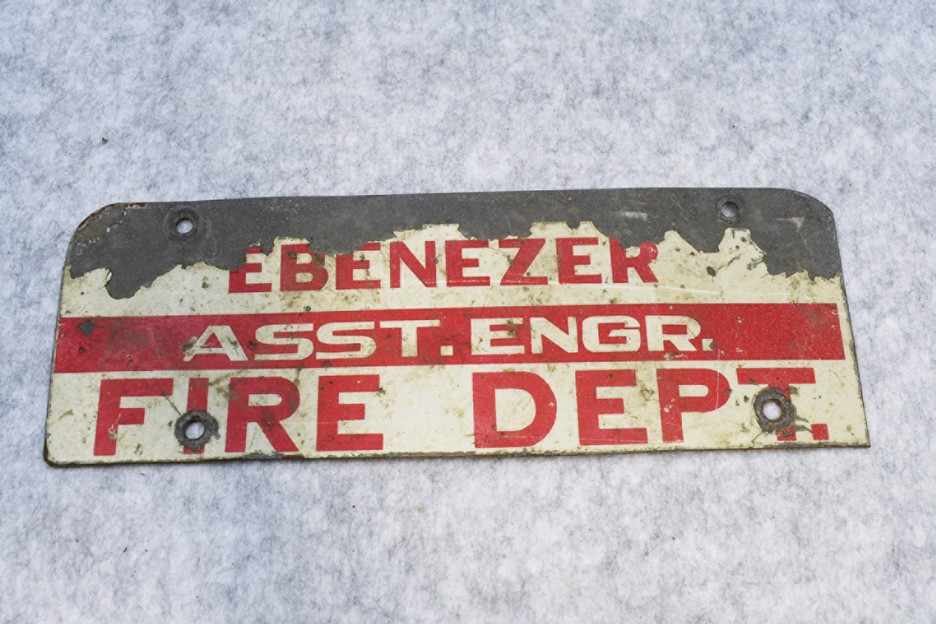 EBENEZER
ASST. ENGR.
FIRE DEPT.